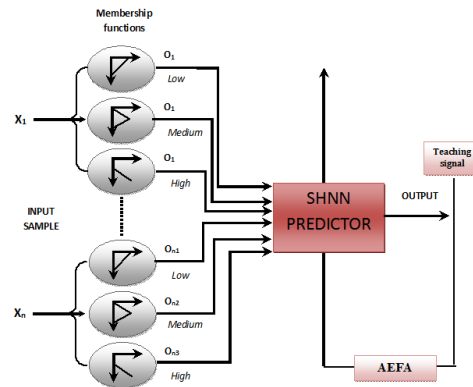 Membership
functions
O1
Low
X1
O1
Medium
O1
High
INPUT
SAMPLE
On1
Low
Xn
On2
Medium
On3
High
SHNN
PREDICTOR
OUTPUT
Teaching
signal
AEFA